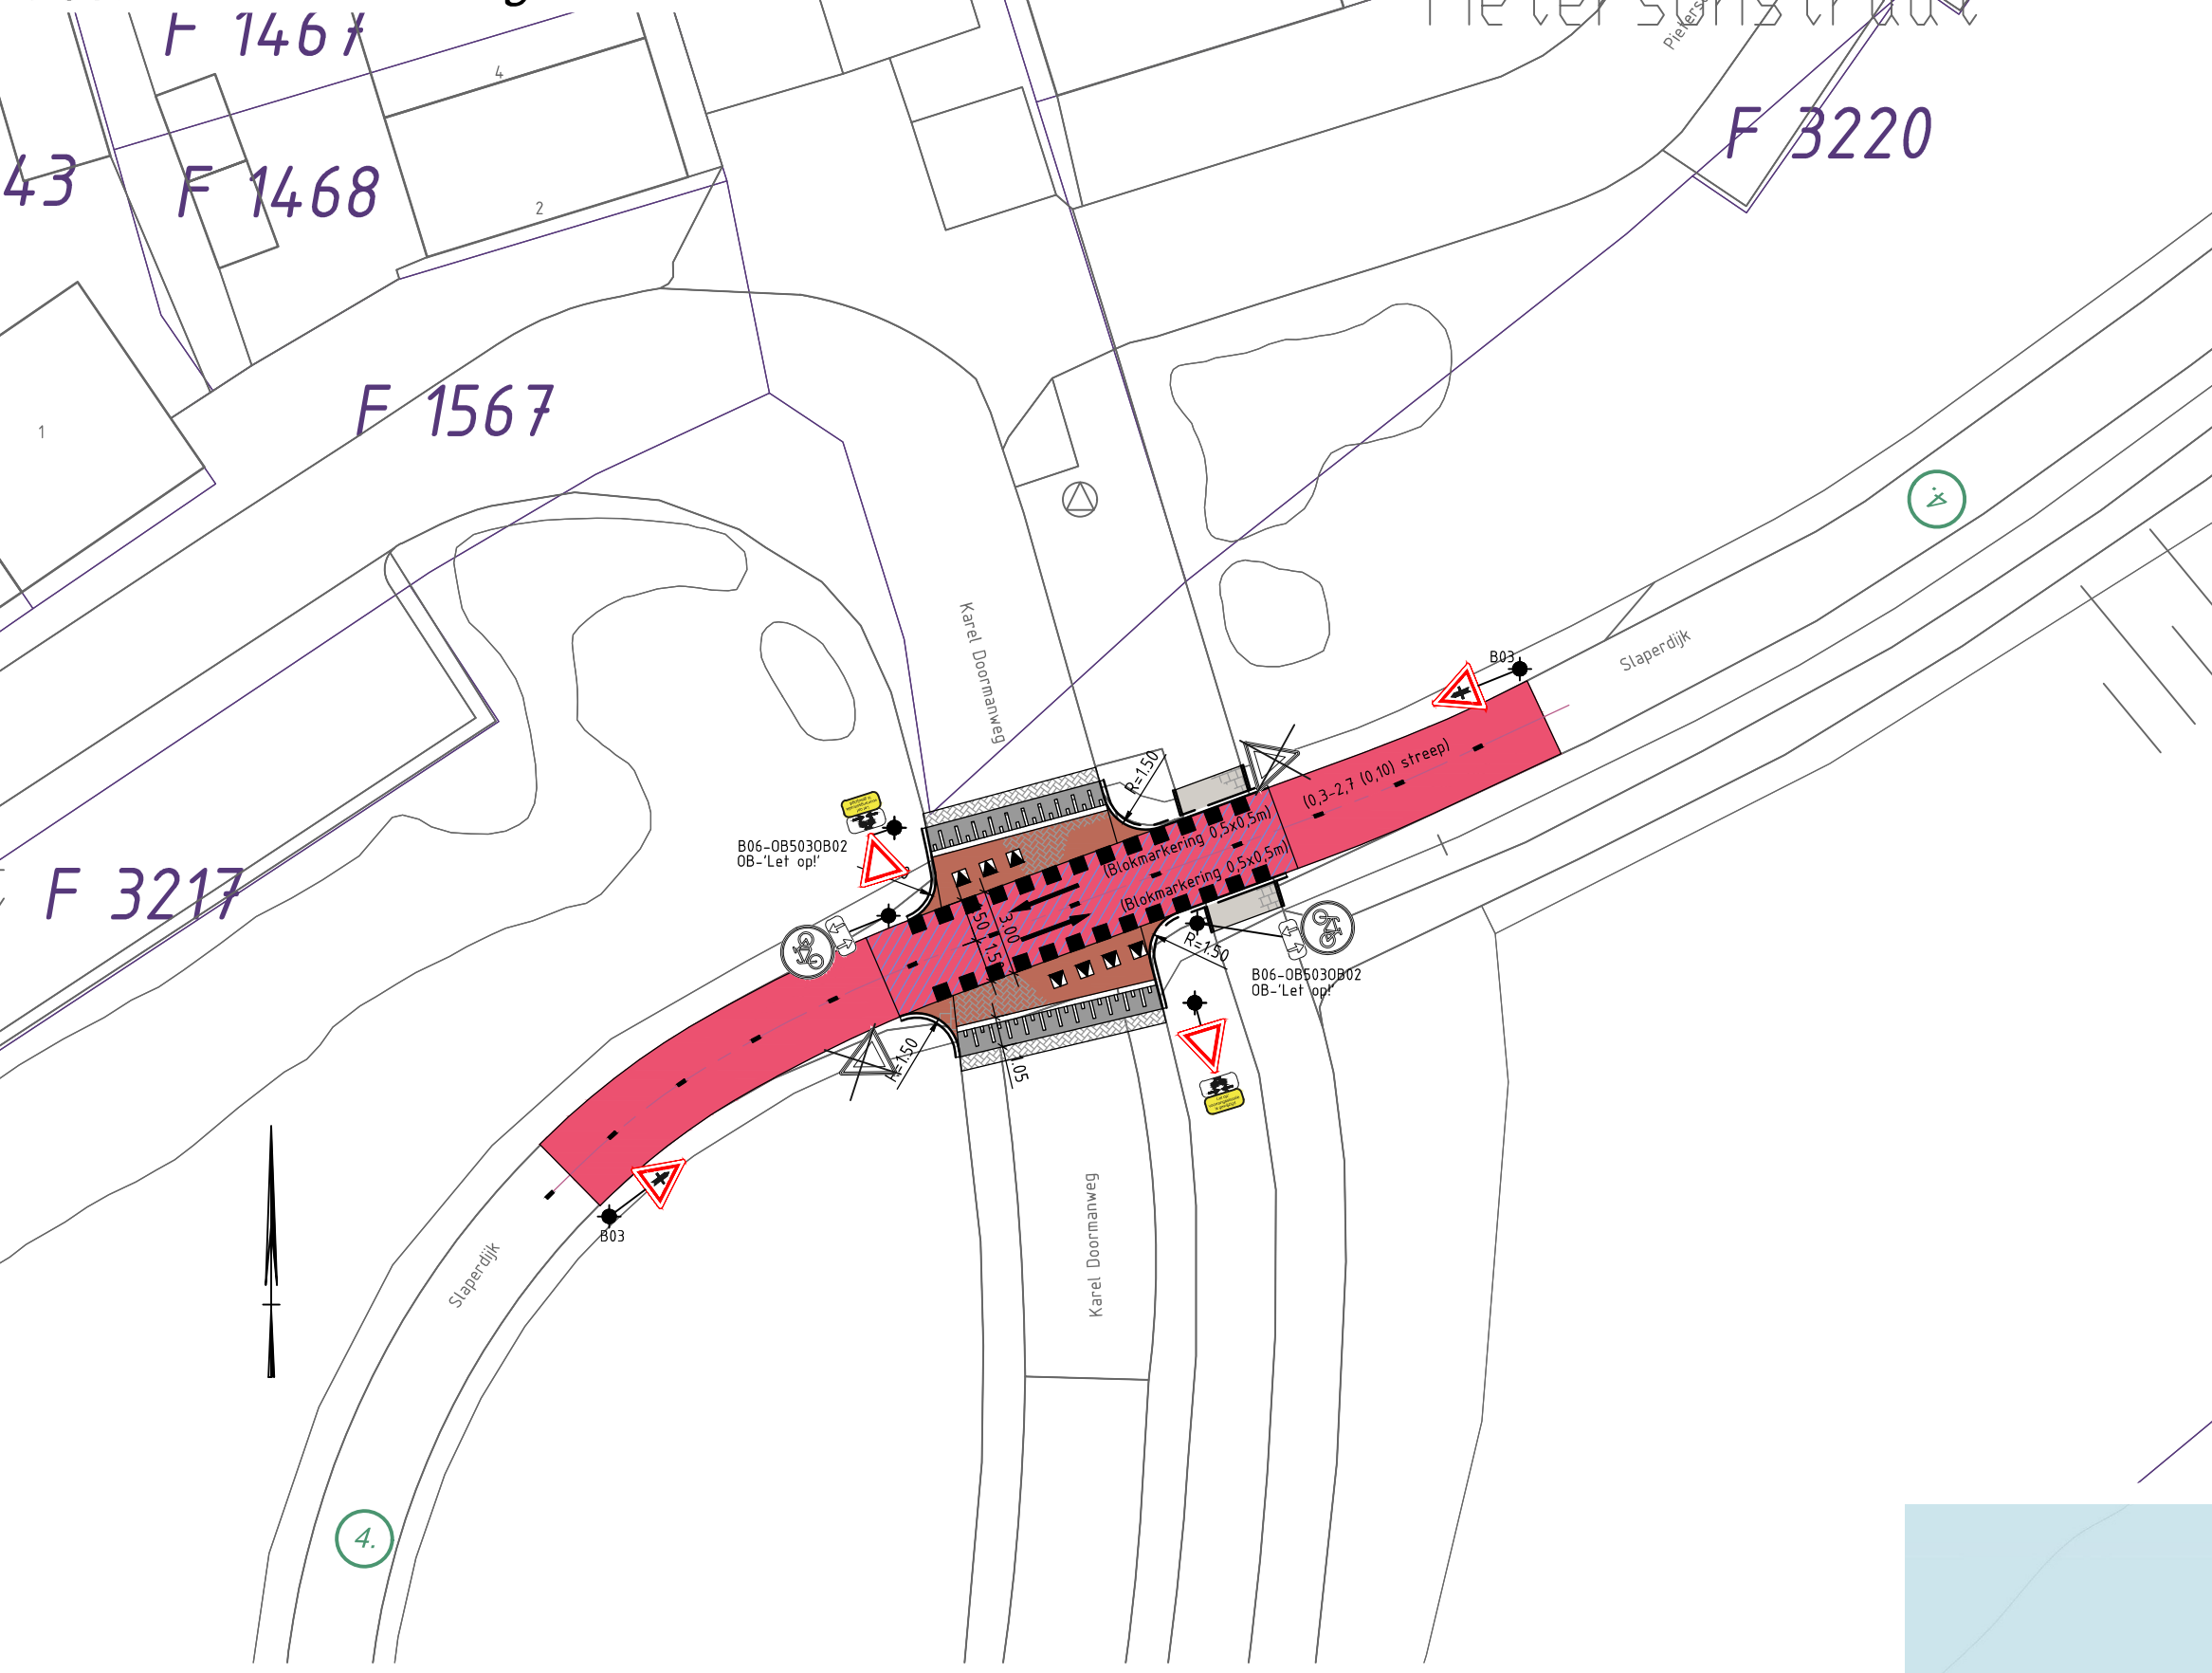 F 1467
4
43
F 1468
2
F 3220
1
F 1567
4.
Karel Doormanweg
Slaperdijk
B03
R=1.50
(0,3-2,7 (0,10) streep)
(Blokmarkering 0,5x0,5m)
(Blokmarkering 0,5x0,5m)
B06-OB503OB02
OB-'Let op!'
F 3217
3.00
1.50
R=1.50
B06-OB503OB02
OB-'Let op!'
R=1.50
Karel Doormanweg
B03
Slaperdijk
4.